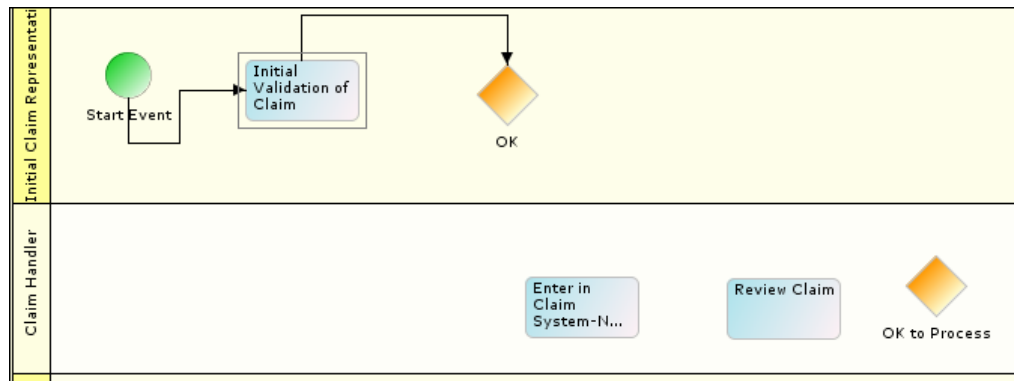 Initial Claim Representati
Start Event
Initial
Validation of
Claim
OK
Claim Handler
Enter in
Claim
System-N...
Review Claim
OK to Process